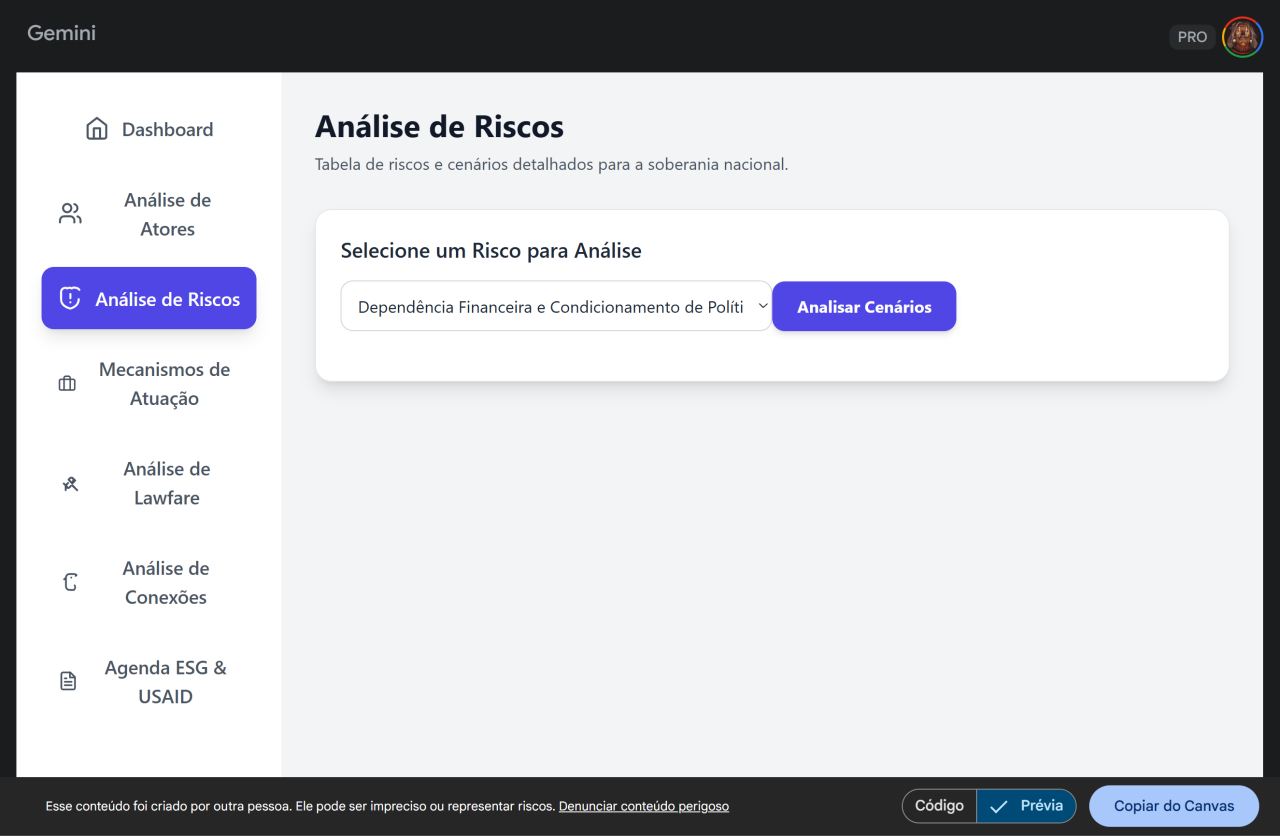 Gemini
PRO
Dashboard
Análise de
Atores
Análise de Riscos
Mecanismos de
Atuação
Análise de
Lawfare
Análise de
Conexões
Agenda ESG &
USAID
Análise de Riscos
Tabela de riscos e cenários detalhados para a soberania nacional.
Selecione um Risco para Análise
Dependência Financeira e Condicionamento de Políti
Analisar Cenários
Esse conteúdo foi criado por outra pessoa. Ele pode ser impreciso ou representar riscos. Denunciar conteúdo perigoso
Código
Prévia
Copiar do Canvas